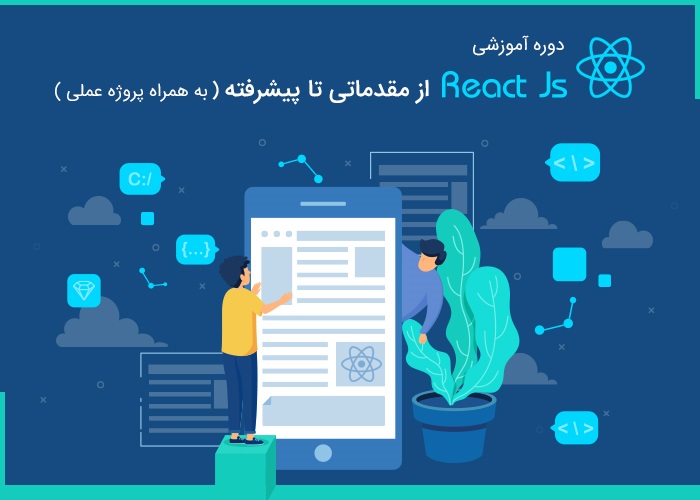 دوره آموزشی
React Js از مقدماتی تا پیشرفته ( به همراه پروژه عملی )
C:/
< \ >
{...}
< \ >